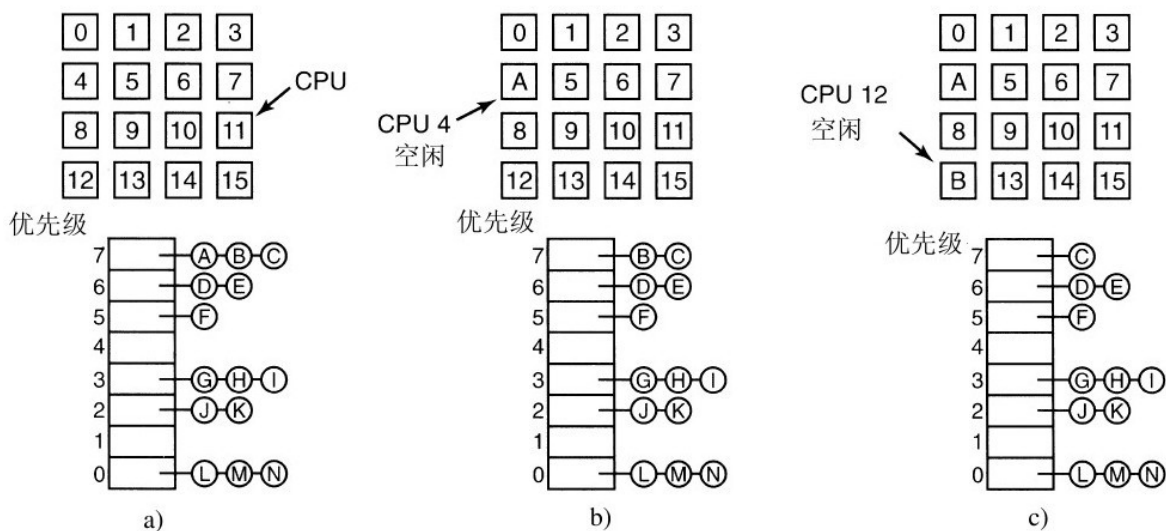 0 1 2 3
4 5 6 7
CPU
8 9 10 11
12 13 14 15
优先级
7 A B C
6 D E
5 F
4
3 G H I
2 J K
1
0 L M N
a)
0 1 2 3
A 5 6 7
CPU 4
空闲
8 9 10 11
12 13 14 15
优先级
7 B C
6 D E
5 F
4
3 G H I
2 J K
1
0 L M N
b)
0 1 2 3
A 5 6 7
CPU 12
空闲
8 9 10 11
B 13 14 15
优先级
7 C
6 D E
5 F
4
3 G H I
2 J K
1
0 L M N
c)